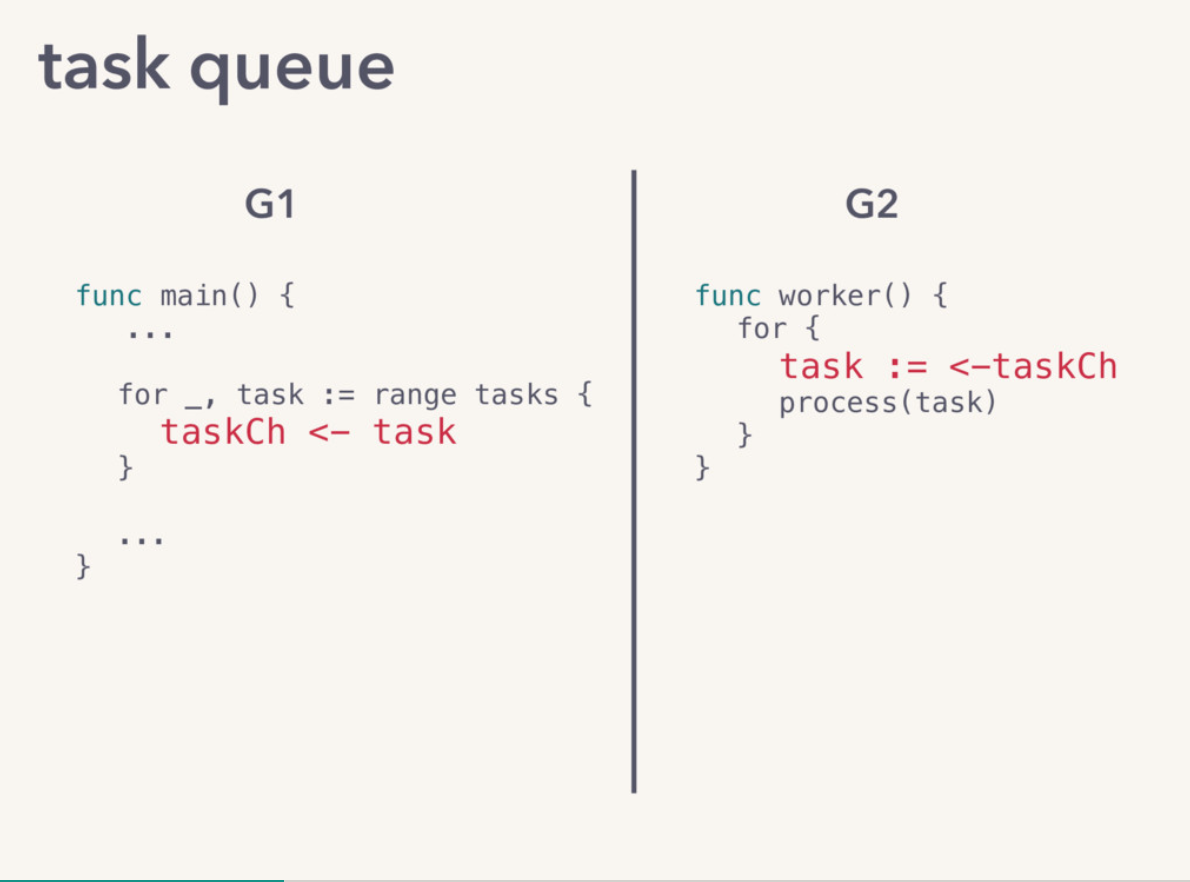 task queue
G1
func main() {
...
for _, task := range tasks {
taskCh <- task
}
...
}
G2
func worker() {
for {
task := <-taskCh
process(task)
}
}